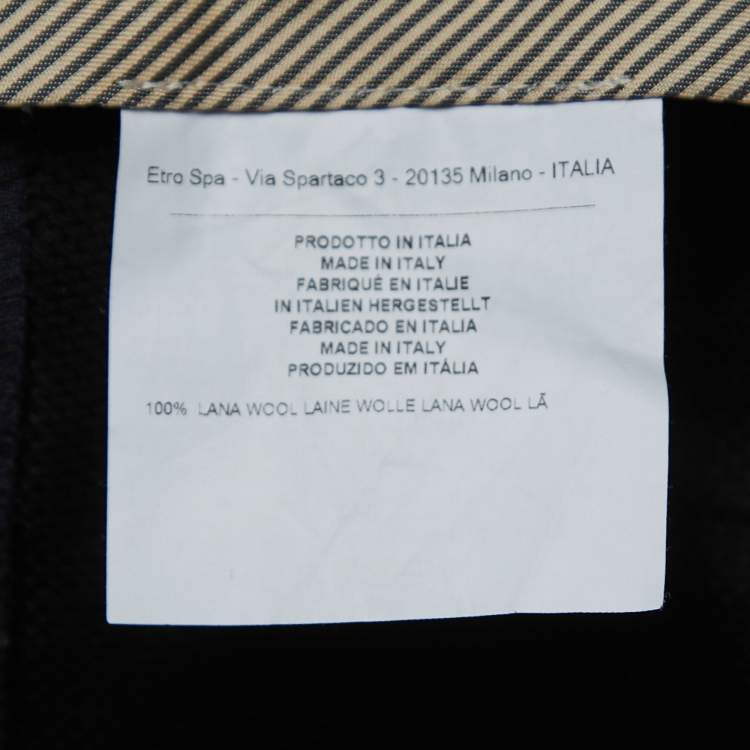 Etro Spa - Via Spartaco 3 - 20135 Milano - ITALIA
PRODOTTO IN ITALIA
MADE IN ITALY
FABRIQUÉ EN ITALIE
IN ITALIEN HERGESTELLT
FABRICADO EN ITALIA
MADE IN ITALY
PRODUZIDO EM ITÁLIA
100% LANA WOOL LAINE WOLLE LANA WOOL LÃ